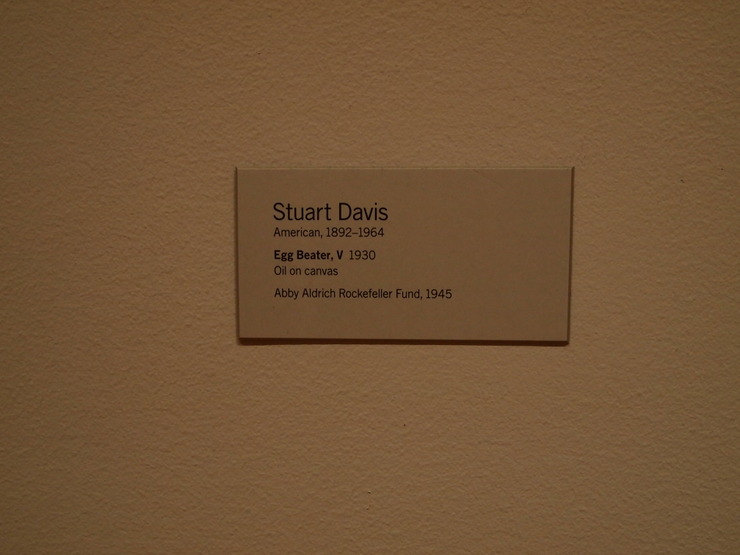 Stuart Davis
American, 1892–1964
Egg Beater, V 1930
Oil on canvas
Abby Aldrich Rockefeller Fund, 1945